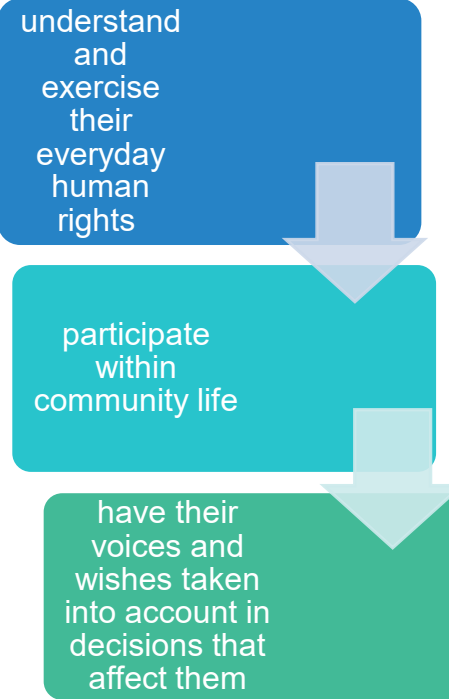 understand
and
exercise
their
everyday
human
rights
participate
within
community life
have their
voices and
wishes taken
into account in
decisions that
affect them